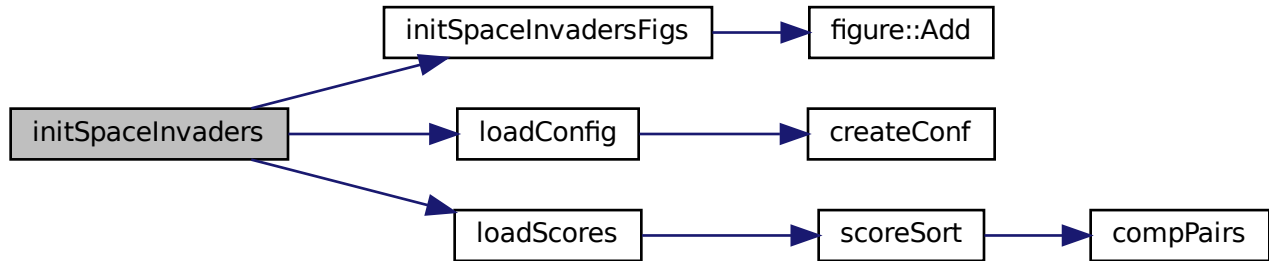 initSpaceInvadersFigs
figure::Add
initSpaceInvaders
loadConfig
createConf
loadScores
scoreSort
compPairs